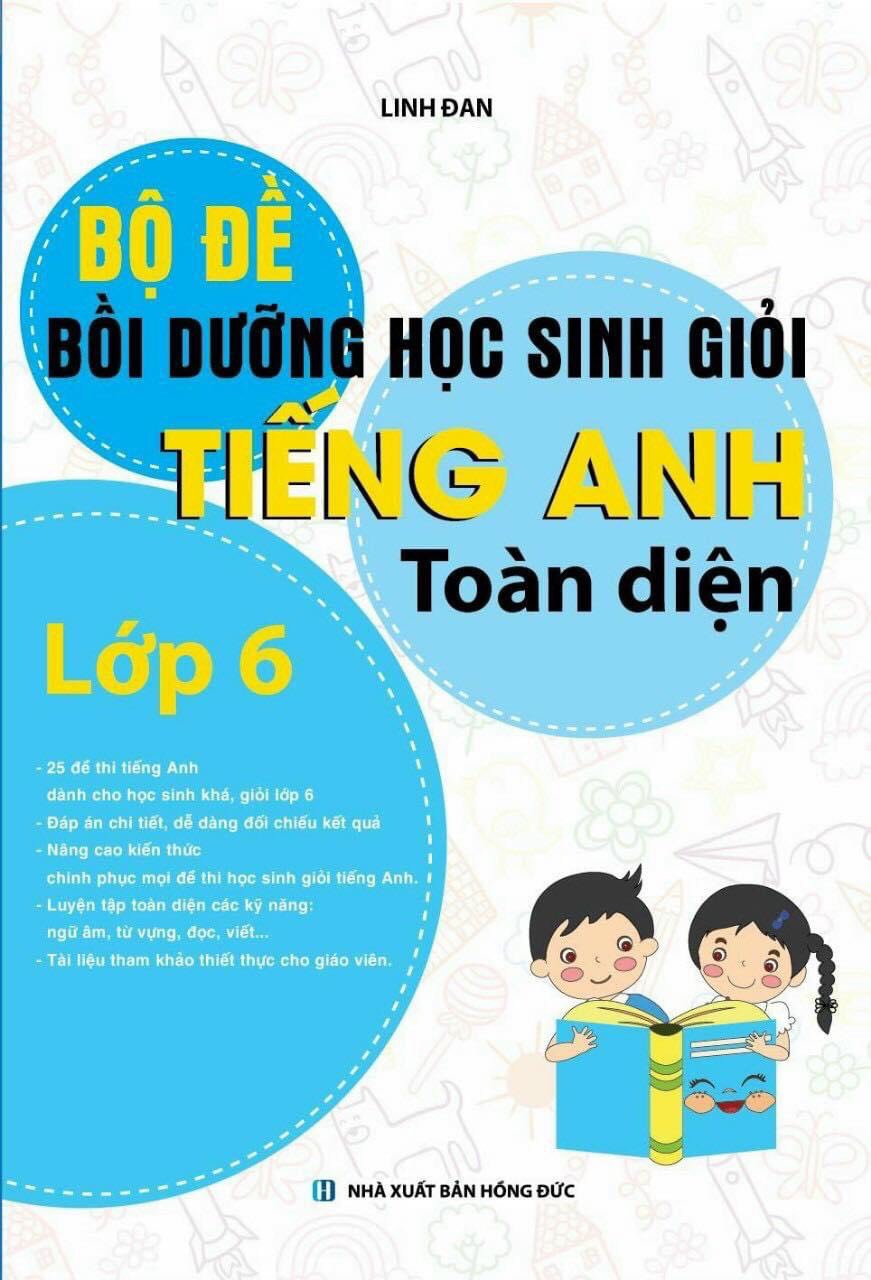 LINH ĐAN
BỘ ĐỀ
BỒI DƯỠNG HỌC SINH GIỎI
TIẾNG ANH
Toàn diện
Lớp 6
- 25 đề thi tiếng Anh
dành cho học sinh khá, giỏi lớp 6
- Đáp án chi tiết, dễ dàng đối chiếu kết quả
- Nâng cao kiến thức
chinh phục mọi đề thi học sinh giỏi tiếng Anh.
- Luyện tập toàn diện các kỹ năng:
ngữ âm, từ vựng, đọc, viết...
- Tài liệu tham khảo thiết thực cho giáo viên.
H NHÀ XUẤT BẢN HỒNG ĐỨC